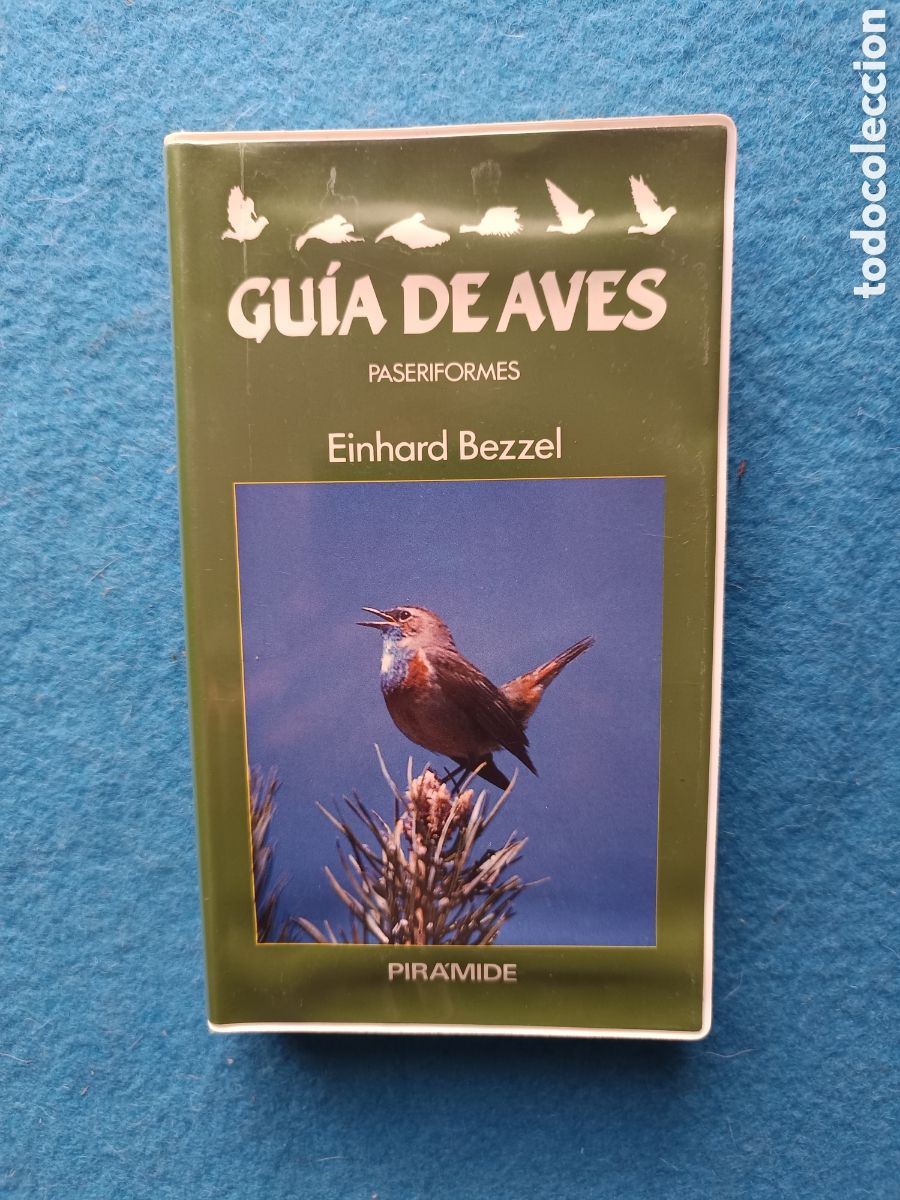 GUÍA DE AVES
PASERIFORMES
Einhard Bezzel
PIRÁMIDE
todocoleccion